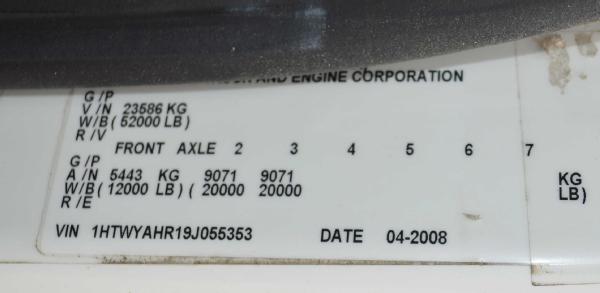 AND ENGINE CORPORATION
G/P
V/N 23586 KG
W/B ( 52000 LB)
R/V
FRONT AXLE 2 3 4 5 6 7
G/P
A/N 5443 KG 9071 9071 KG
W/B (12000 LB) ( 20000 20000 LB)
R/E
VIN 1HTWYAHR19J055353 DATE 04-2008